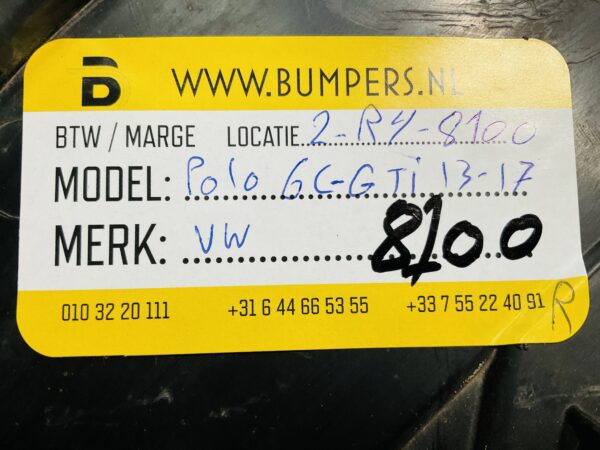 B WWW.BUMPERS.NL
BTW / MARGE LOCATIE 2-R4-8100
MODEL: Polo 6C-GTi 13-17
MERK: VW 8100
010 32 20 111 +31 6 44 66 53 55 +33 7 55 22 40 91 R